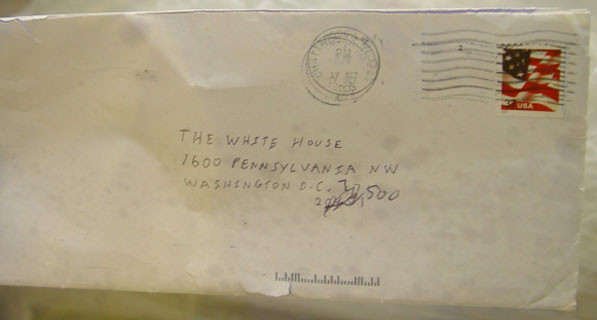 USA
THE WHITE HOUSE
1600 PENNSYLVANIA NW
WASHINGTON D.C. 20500